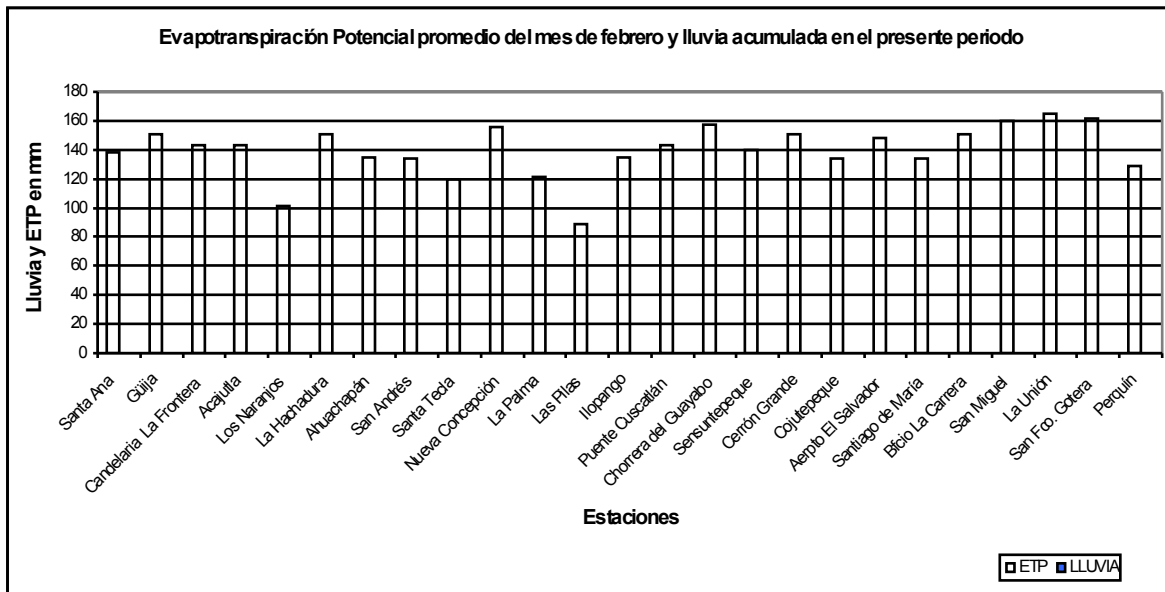 Evapotranspiración Potencial promedio del mes de febrero y lluvia acumulada en el presente periodo
Lluvia y ETP en mm
180
160
140
120
100
80
60
40
20
0
Santa Ana
Güija
Candelaria La Frontera
Acajutla
Los Naranjos
La Hachadura
Ahuachapán
San Andrés
Santa Tecla
Nueva Concepción
La Palma
Las Pilas
Ilopango
Puente Cuscatlán
Chorrera del Guayabo
Sensuntepeque
Cerrón Grande
Cojutepeque
Aerpto El Salvador
Santiago de María
Bficio La Carrera
San Miguel
La Unión
San Fco. Gotera
Perquín
Estaciones
ETP LLUVIA